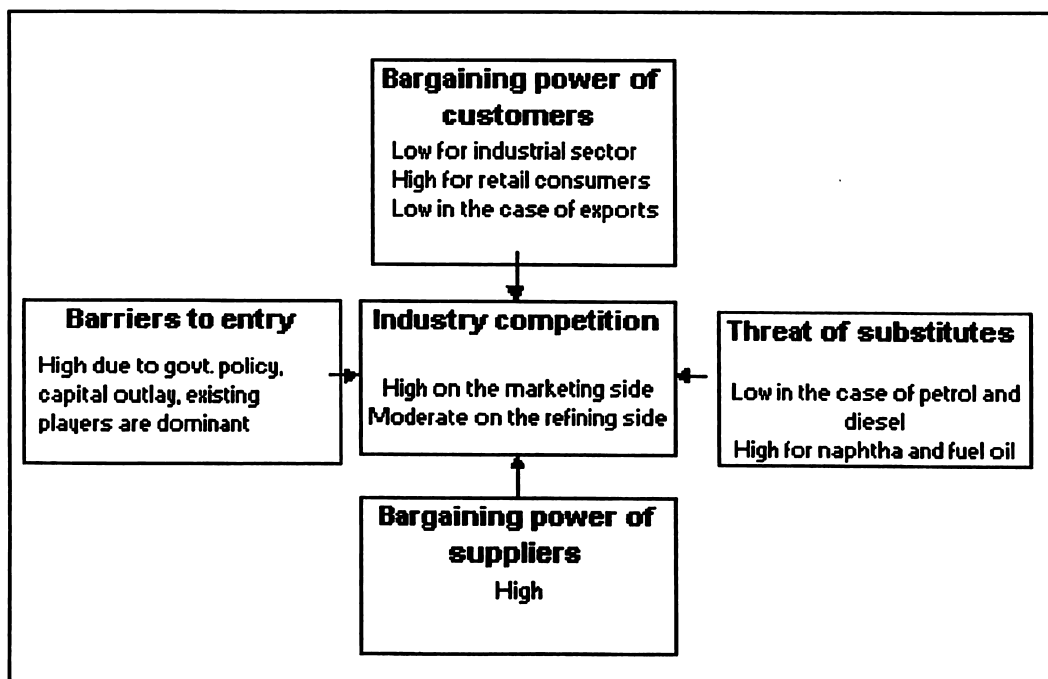 Bargaining power of
customers
Low for industrial sector
High for retail consumers
Low in the case of exports
Barriers to entry
High due to govt. policy,
capital outlay, existing
players are dominant
Industry competition
High on the marketing side
Moderate on the refining side
Threat of substitutes
Low in the case of petrol and
diesel
High for naphtha and fuel oil
Bargaining power of
suppliers
High